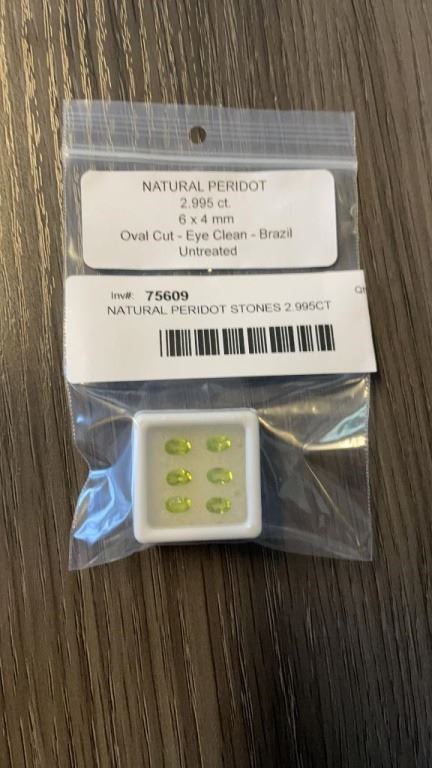 NATURAL PERIDOT
2.995 ct.
6 x 4 mm
Oval Cut - Eye Clean - Brazil
Untreated
Inv#: 75609
NATURAL PERIDOT STONES 2.995CT